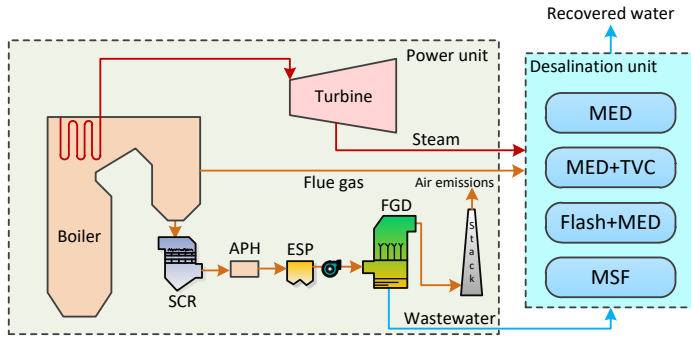 Recovered water
Power unit
Desalination unit
Turbine
MED
Steam
MED+TVC
Flue gas
Air emissions
FGD
Flash+MED
Boiler
APH
ESP
Stack
SCR
MSF
Wastewater